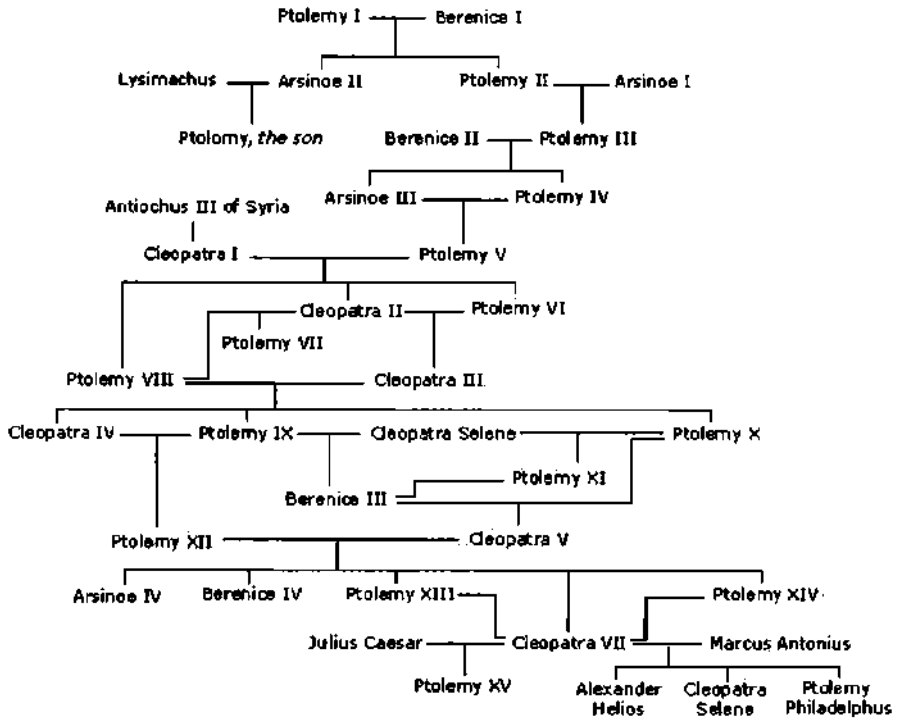 Ptolemy I Berenice I
Lysimachus Arsinoe II Ptolemy II Arsinoe I
Ptolomy, the son Berenice II Ptolemy III
Arsinoe III Ptolemy IV
Antiochus III of Syria
Cleopatra I Ptolemy V
Cleopatra II Ptolemy VI
Ptolemy VII
Ptolemy VIII Cleopatra III
Cleopatra IV Ptolemy IX Cleopatra Selene Ptolemy X
Ptolemy XI
Berenice III
Ptolemy XII Cleopatra V
Arsinoe IV Berenice IV Ptolemy XIII Ptolemy XIV
Julius Caesar Cleopatra VII Marcus Antonius
Ptolemy XV Alexander Cleopatra Ptolemy
Helios Selene Philadelphus